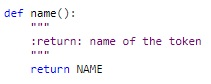 def name():
    """
    :return: name of the token
    """
    return NAME